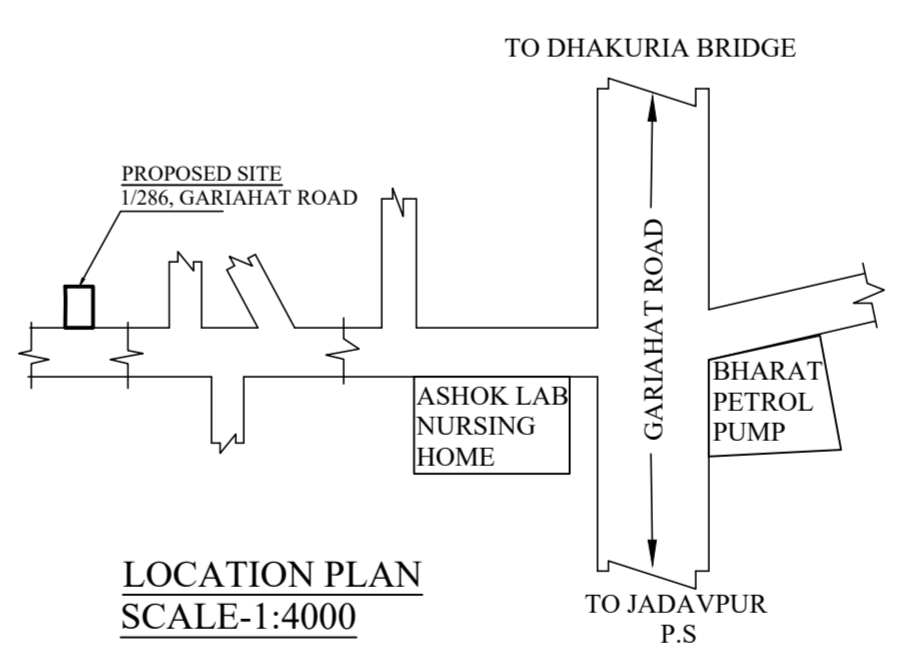 TO DHAKURIA BRIDGE
PROPOSED SITE
1/286, GARIAHAT ROAD
GARIAHAT ROAD
ASHOK LAB
NURSING
HOME
BHARAT
PETROL
PUMP
LOCATION PLAN
SCALE-1:4000
TO JADAVPUR
P.S